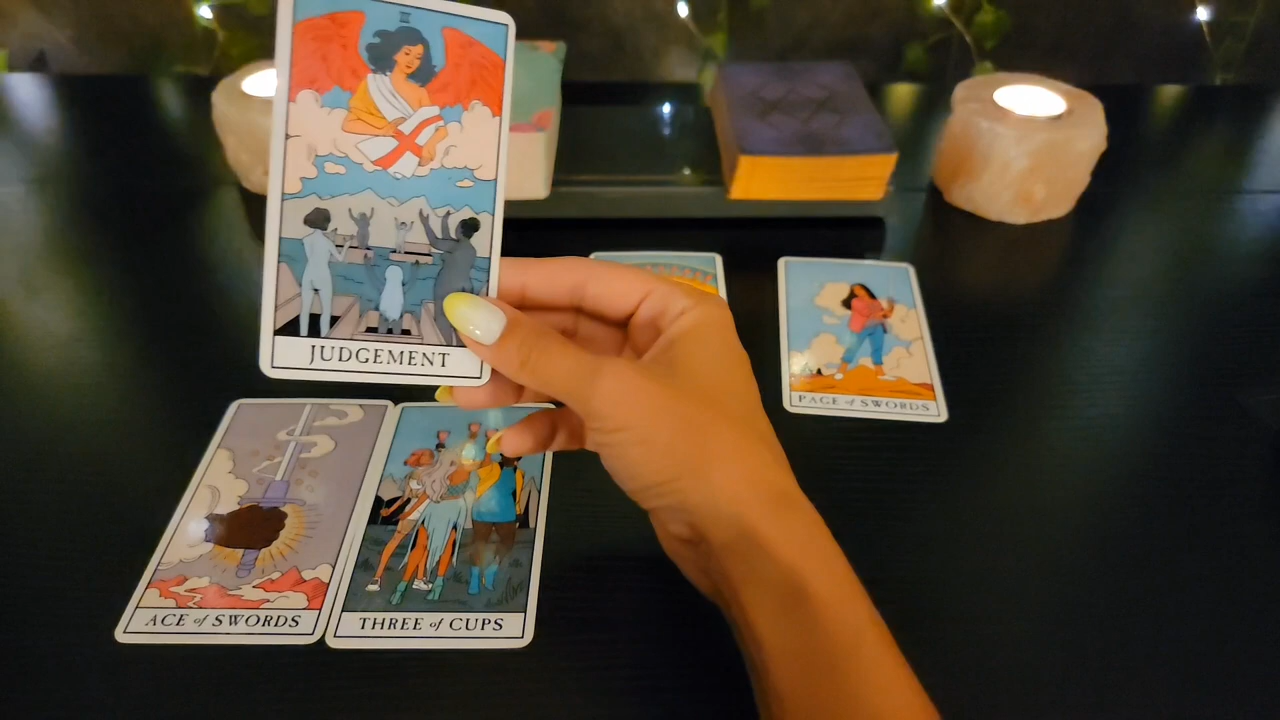 JUDGEMENT
PAGE of SWORDS
ACE of SWORDS
THREE of CUPS